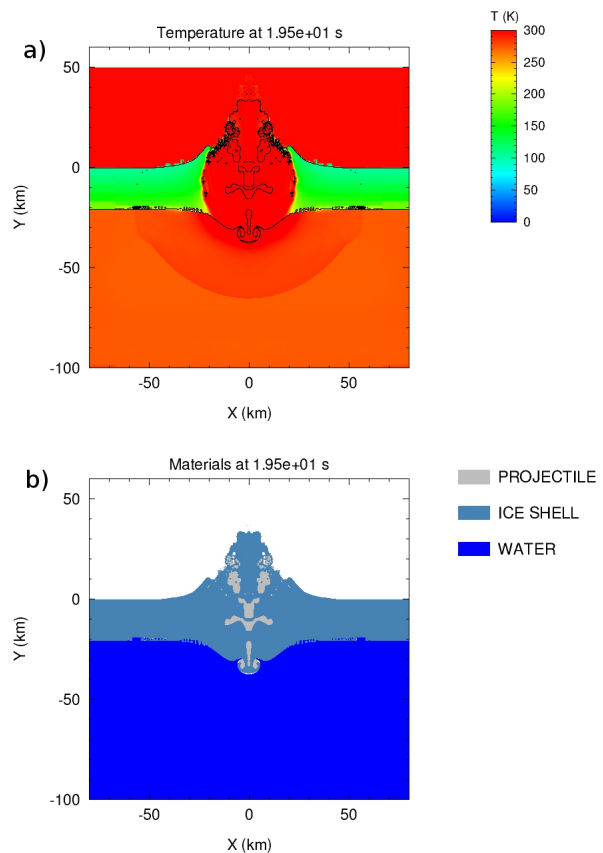 a)
Temperature at 1.95e+01 s
T (K)
300
250
200
150
100
50
0
50
0
-50
-100
Y (km)
-50
0
50
X (km)
b)
Materials at 1.95e+01 s
PROJECTILE
ICE SHELL
WATER
50
0
-50
-100
Y (km)
-50
0
50
X (km)